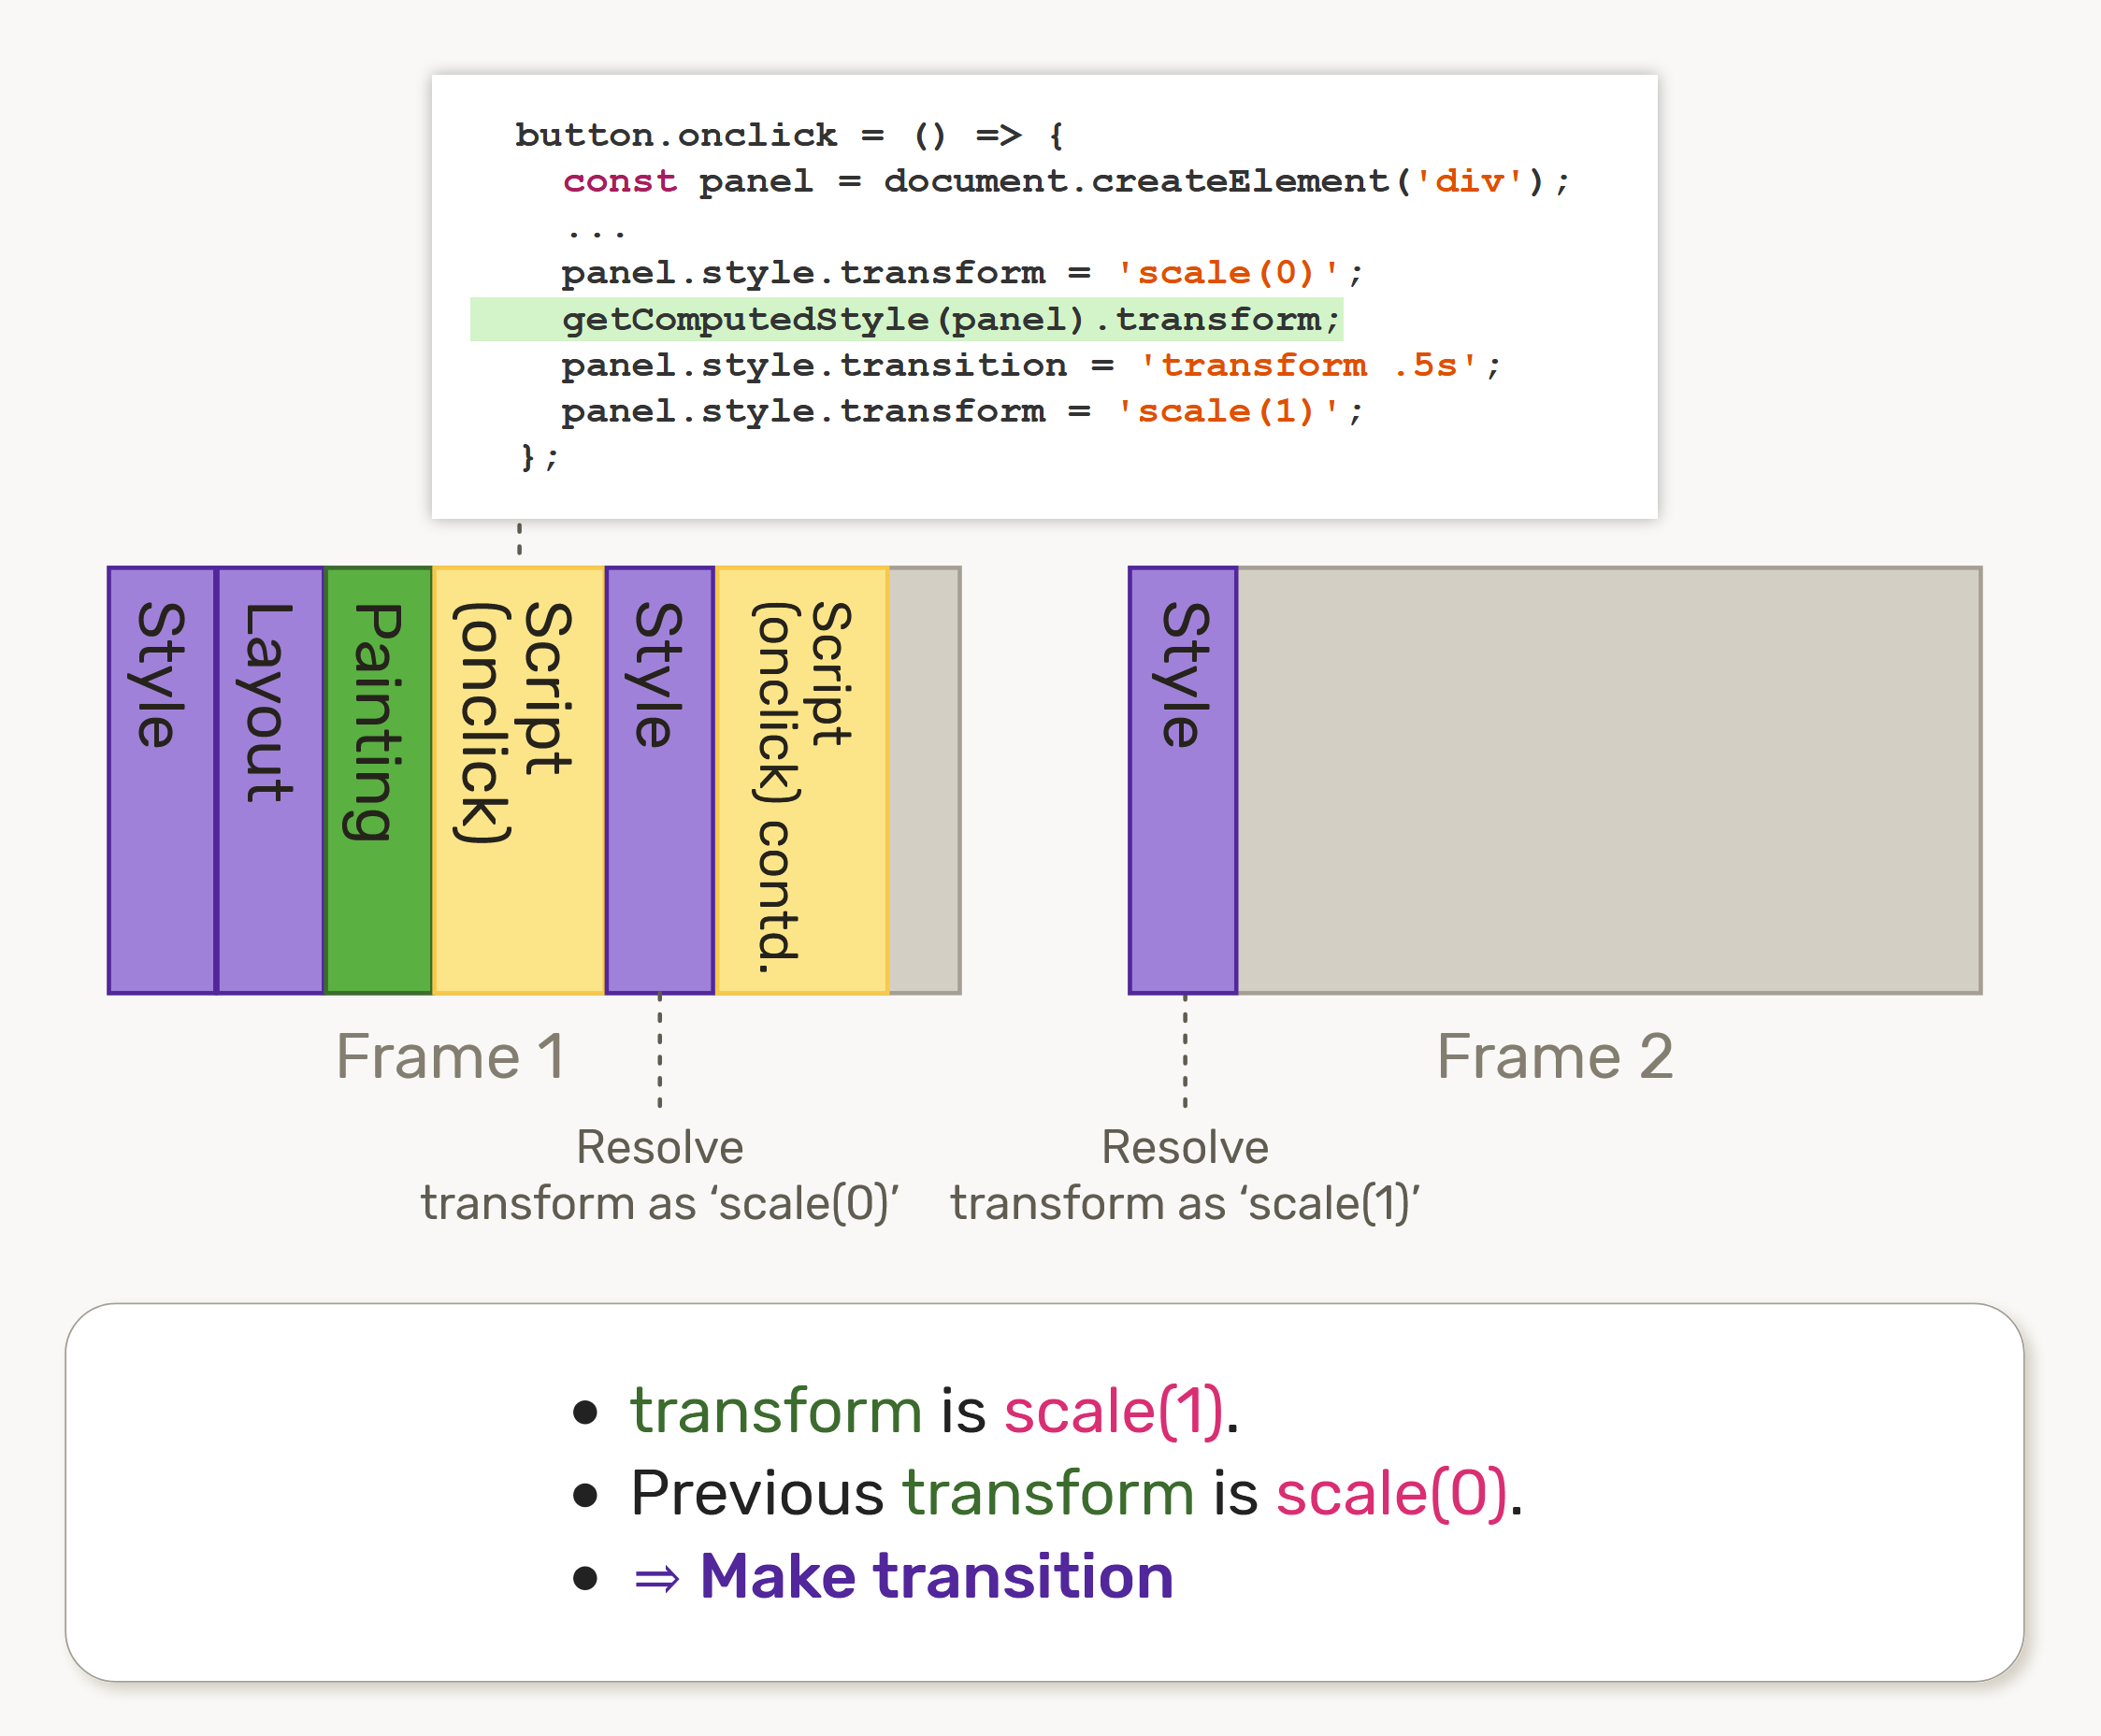 button.onclick = () => {
const panel = document.createElement('div');
...
panel.style.transform = 'scale(0)';
getComputedStyle(panel).transform;
panel.style.transition = 'transform .5s';
panel.style.transform = 'scale(1)';
};
Style
Layout
Painting
Script
(onclick)
Style
Script
(onclick) contd.
Style
Frame 1
Frame 2
Resolve
transform as ‘scale(0)’
Resolve
transform as ‘scale(1)’
• transform is scale(1).
• Previous transform is scale(0).
• ⇒ Make transition